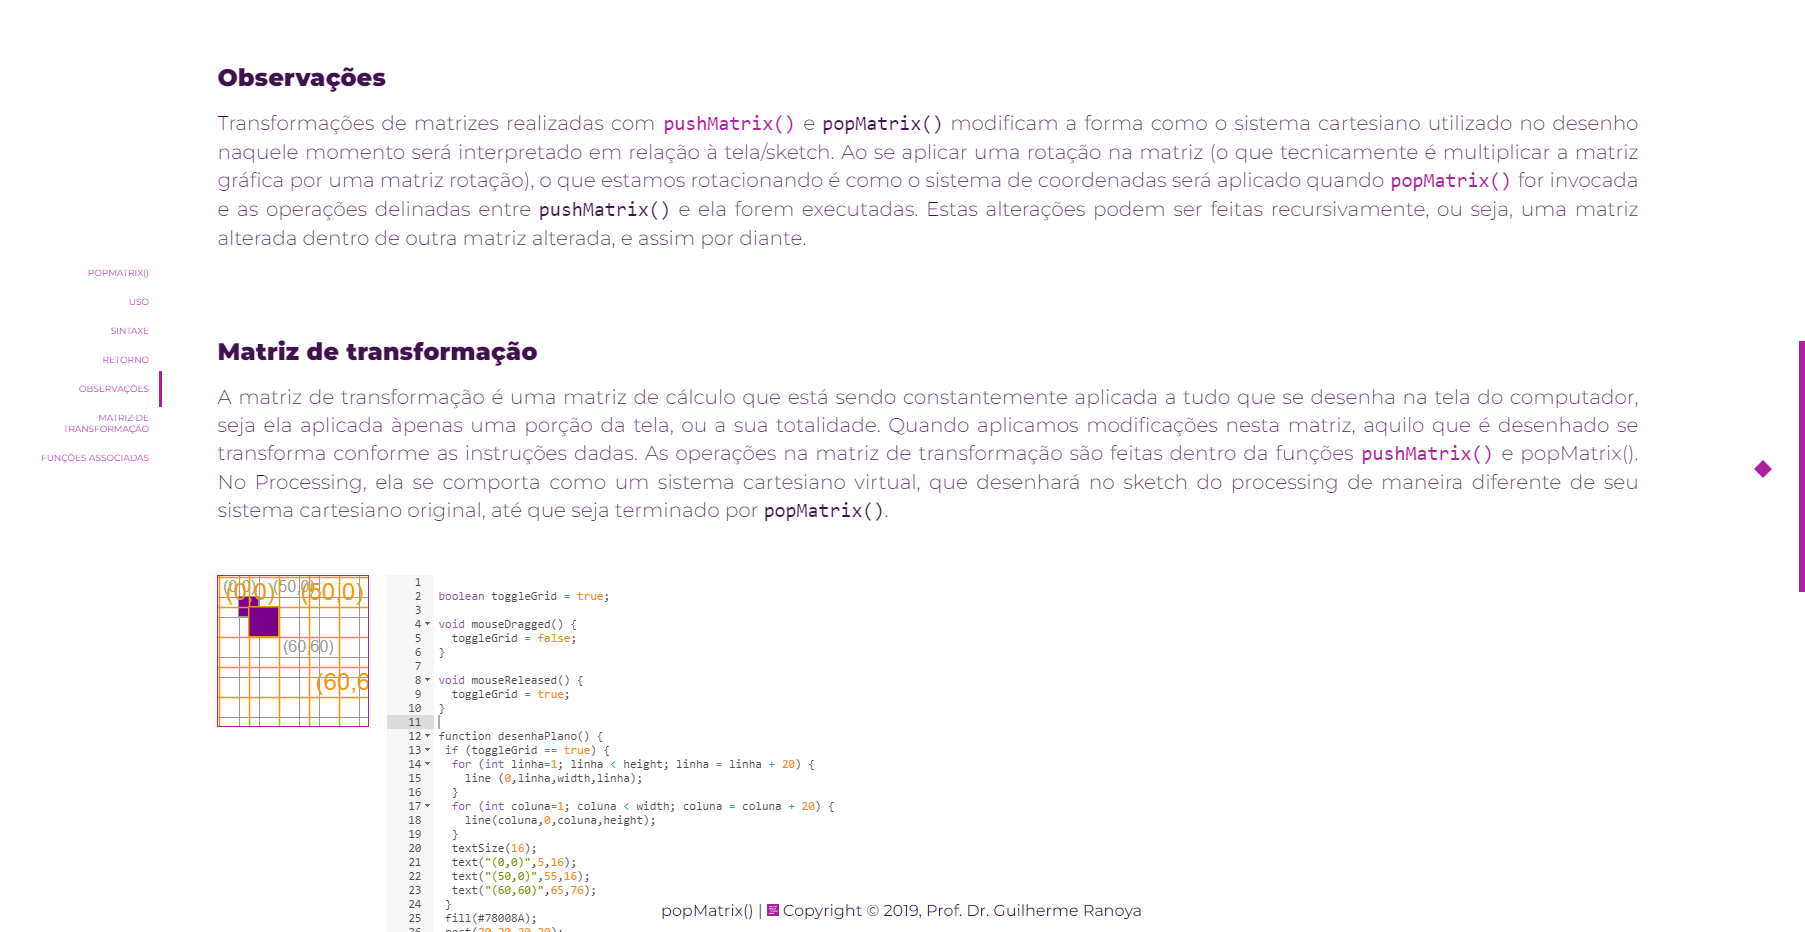 Observações
Transformações de matrizes realizadas com pushMatrix() e popMatrix() modificam a forma como o sistema cartesiano utilizado no desenho
naquele momento será interpretado em relação à tela/sketch. Ao se aplicar uma rotação na matriz (o que tecnicamente é multiplicar a matriz
gráfica por uma matriz rotação), o que estamos rotacionando é como o sistema de coordenadas será aplicado quando popMatrix() for invocada
e as operações delinadas entre pushMatrix() e ela forem executadas. Estas alterações podem ser feitas recursivamente, ou seja, uma matriz
alterada dentro de outra matriz alterada, e assim por diante.
POPMATRIX()
USO
SINTAXE
RETORNO
OBSERVAÇÕES
MATRIZ DE
TRANSFORMAÇÃO
FUNÇÕES ASSOCIADAS
Matriz de transformação
A matriz de transformação é uma matriz de cálculo que está sendo constantemente aplicada a tudo que se desenha na tela do computador,
seja ela aplicada àpenas uma porção da tela, ou a sua totalidade. Quando aplicamos modificações nesta matriz, aquilo que é desenhado se
transforma conforme as instruções dadas. As operações na matriz de transformação são feitas dentro da funções pushMatrix() e popMatrix().
No Processing, ela se comporta como um sistema cartesiano virtual, que desenhará no sketch do processing de maneira diferente de seu
sistema cartesiano original, até que seja terminado por popMatrix().
(0,0) (50,0)
(0,0) (50,0)
(60,60)
(60,6
1
2 boolean toggleGrid = true;
3
4 void mouseDragged() {
5 toggleGrid = false;
6 }
7
8 void mouseReleased() {
9 toggleGrid = true;
10 }
11
12 function desenhaPlano() {
13 if (toggleGrid == true) {
14 for (int linha=1; linha < height; linha = linha + 20) {
15 line (0,linha,width,linha);
16 }
17 for (int coluna=1; coluna < width; coluna = coluna + 20) {
18 line(coluna,0,coluna,height);
19 }
20 textSize(16);
21 text("(0,0)",5,16);
22 text("(50,0)",55,16);
23 text("(60,60)",65,76);
24 }
25 fill(#78008A);
26 rect(20,20,20,20);
popMatrix() | Copyright © 2019, Prof. Dr. Guilherme Ranoya